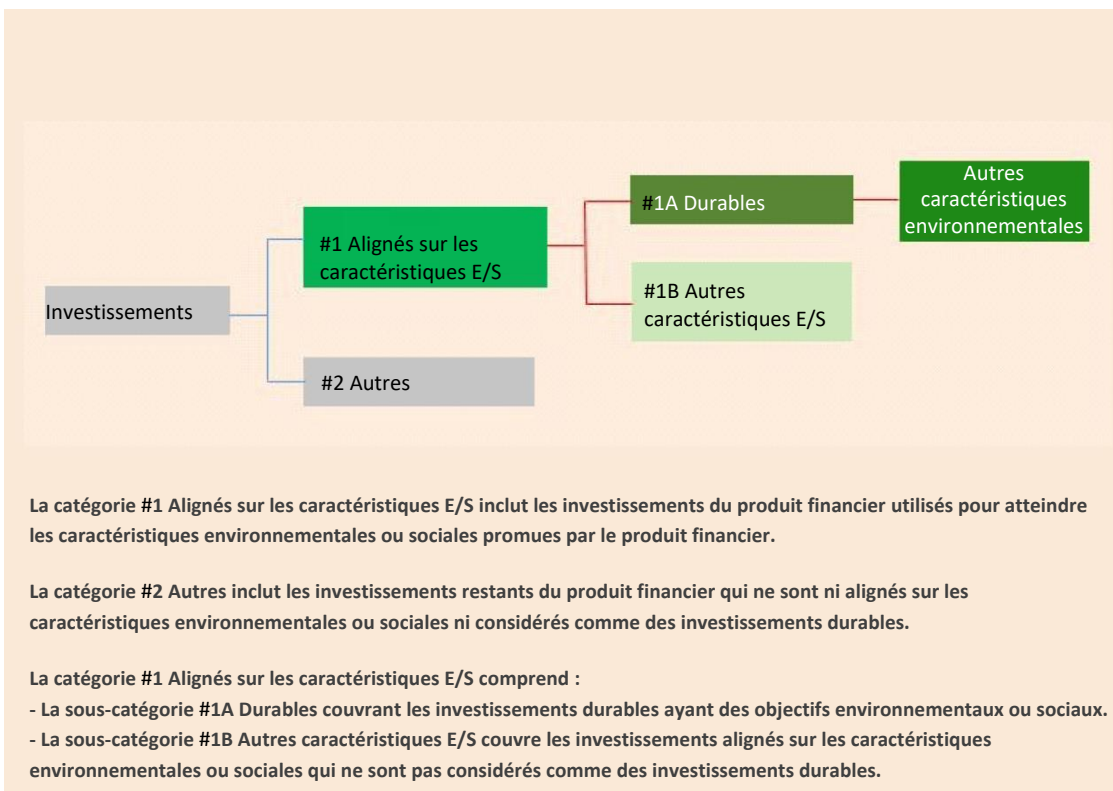 Autres
caractéristiques
environnementales
#1A Durables
#1 Alignés sur les
caractéristiques E/S
#1B Autres
caractéristiques E/S
Investissements
#2 Autres
La catégorie #1 Alignés sur les caractéristiques E/S inclut les investissements du produit financier utilisés pour atteindre
les caractéristiques environnementales ou sociales promues par le produit financier.
La catégorie #2 Autres inclut les investissements restants du produit financier qui ne sont ni alignés sur les
caractéristiques environnementales ou sociales ni considérés comme des investissements durables.
La catégorie #1 Alignés sur les caractéristiques E/S comprend :
- La sous-catégorie #1A Durables couvrant les investissements durables ayant des objectifs environnementaux ou sociaux.
- La sous-catégorie #1B Autres caractéristiques E/S couvre les investissements alignés sur les caractéristiques
environnementales ou sociales qui ne sont pas considérés comme des investissements durables.